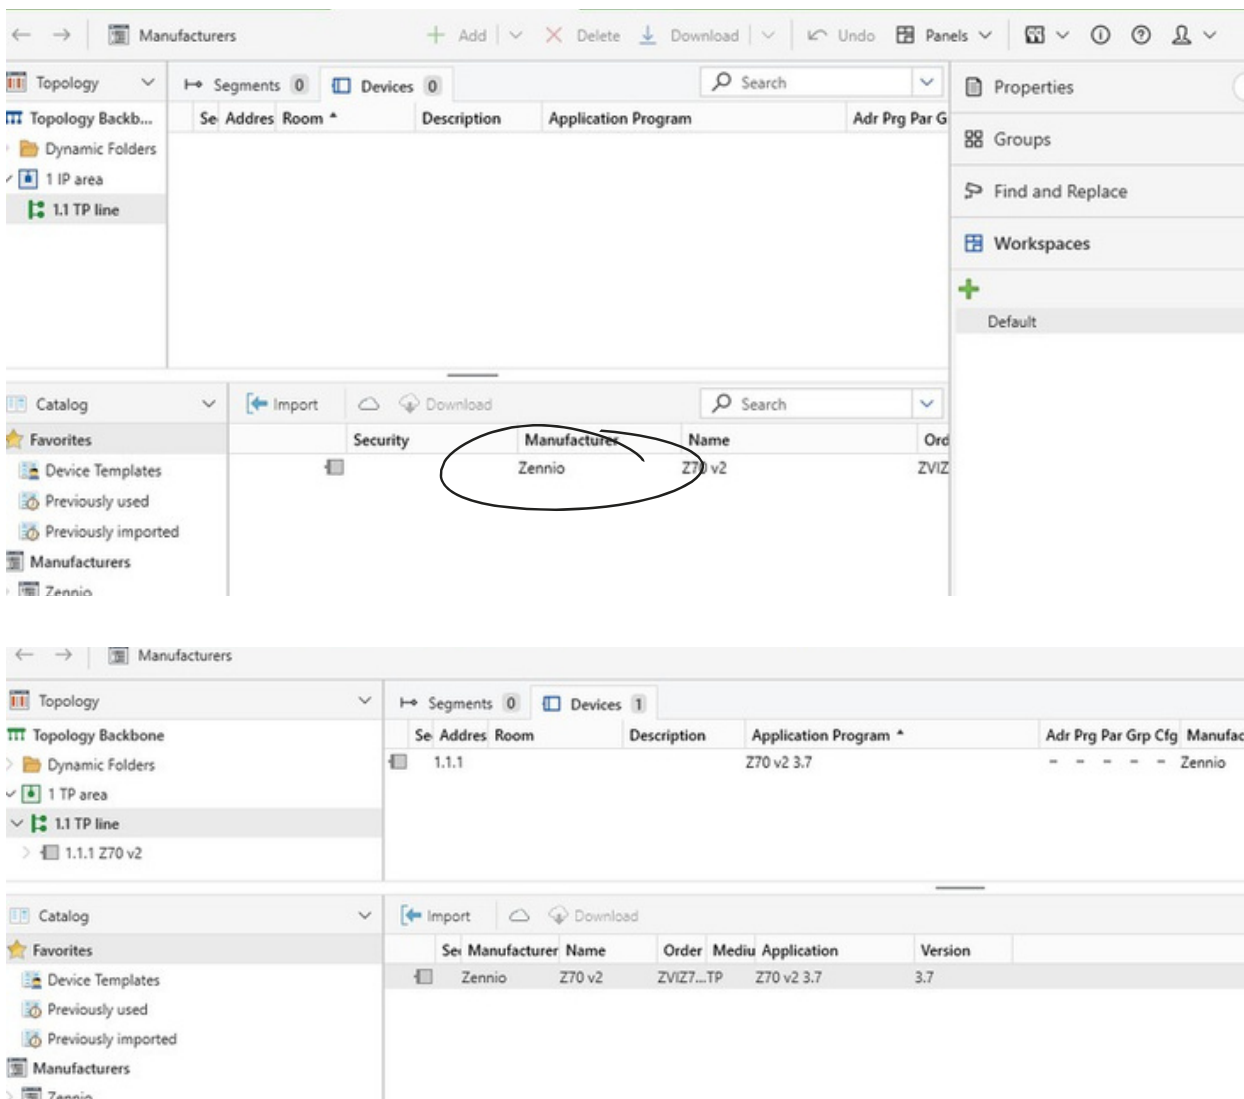 Manufacturers Add Delete Download Undo Panels
Topology Segments 0 Devices 0 Search Properties
Topology Backb... Se Addres Room Description Application Program Adr Prg Par G
Dynamic Folders Groups
1 IP area
1.1 TP line Find and Replace
Workspaces
Default
Catalog Import Download Search
Favorites Security Manufacturer Name Ord
Device Templates Zennio Z70 v2 ZVIZ
Previously used
Previously imported
Manufacturers
Zennio
Manufacturers
Topology Segments 0 Devices 1
Topology Backbone Se Addres Room Description Application Program Adr Prg Par Grp Cfg Manufac
Dynamic Folders 1.1.1 Z70 v2 3.7 - - - - - Zennio
1 TP area
1.1 TP line
1.1.1 Z70 v2
Catalog Import Download
Favorites Se Manufacturer Name Order Mediu Application Version
Device Templates Zennio Z70 v2 ZVIZ7...TP Z70 v2 3.7 3.7
Previously used
Previously imported
Manufacturers
Zennio